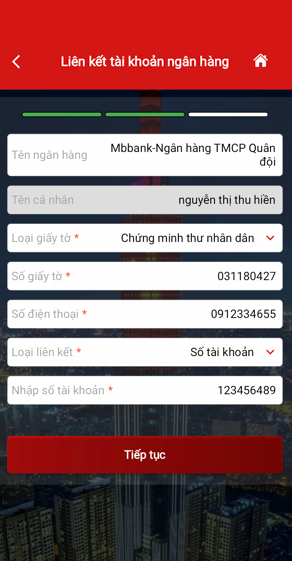 Liên kết tài khoản ngân hàng
Tên ngân hàng Mbbank-Ngân hàng TMCP Quân
đội
Tên cá nhân nguyễn thị thu hiền
Loại giấy tờ * Chứng minh thư nhân dân
Số giấy tờ * 031180427
Số điện thoại * 0912334655
Loại liên kết * Số tài khoản
Nhập số tài khoản * 123456489
Tiếp tục